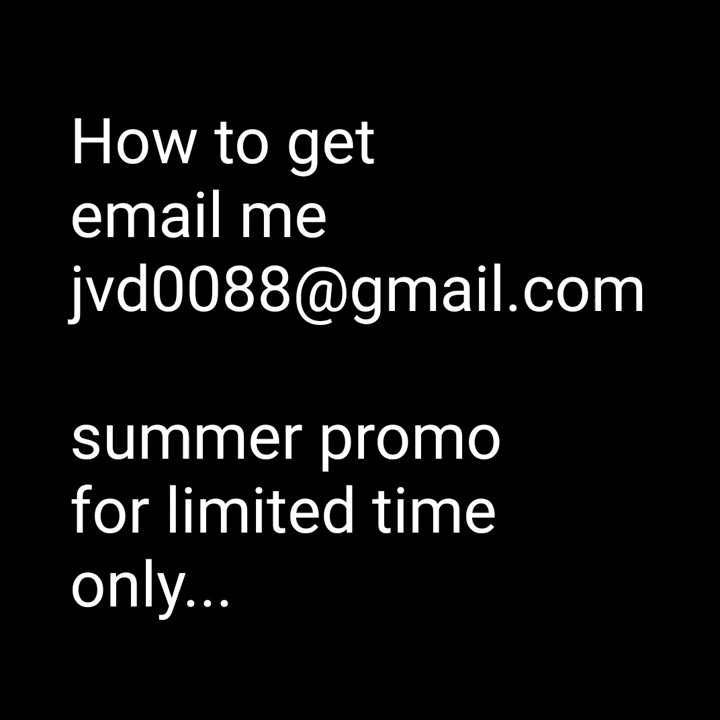 How to get
email me
jvd0088@gmail.com
summer promo
for limited time
only...